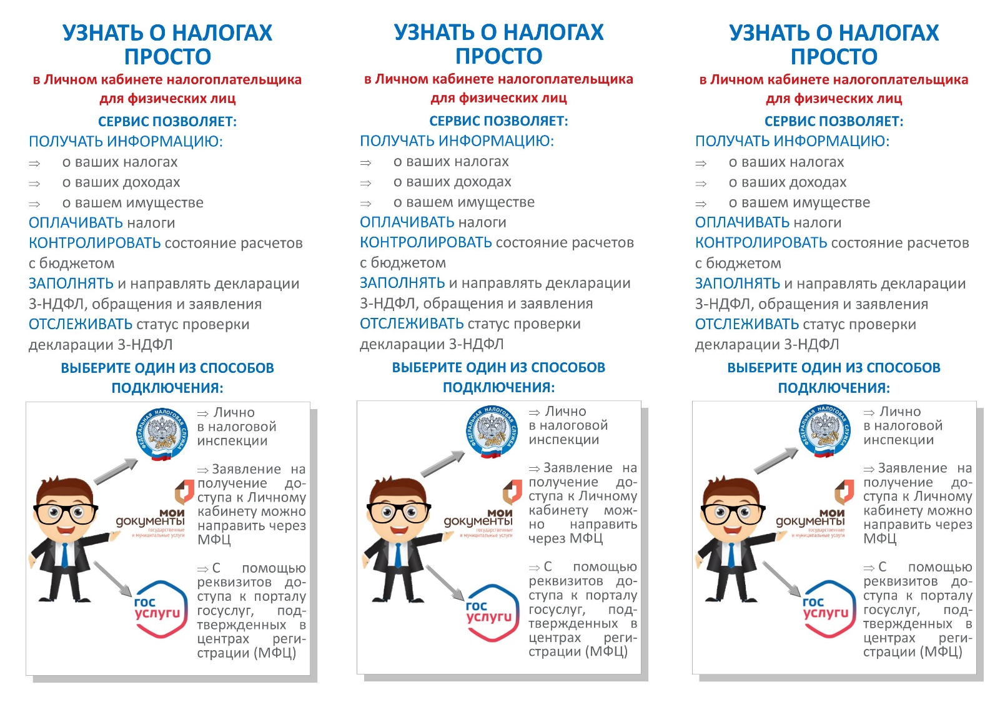 УЗНАТЬ О НАЛОГАХ
ПРОСТО
в Личном кабинете налогоплательщика
для физических лиц
СЕРВИС ПОЗВОЛЯЕТ:
ПОЛУЧАТЬ ИНФОРМАЦИЮ:
⇒ о ваших налогах
⇒ о ваших доходах
⇒ о вашем имуществе
ОПЛАЧИВАТЬ налоги
КОНТРОЛИРОВАТЬ состояние расчетов
с бюджетом
ЗАПОЛНЯТЬ и направлять декларации
3-НДФЛ, обращения и заявления
ОТСЛЕЖИВАТЬ статус проверки
декларации 3-НДФЛ
ВЫБЕРИТЕ ОДИН ИЗ СПОСОБОВ
ПОДКЛЮЧЕНИЯ:
ФЕДЕРАЛЬНАЯ НАЛОГОВАЯ СЛУЖБА
⇒ Лично
в налоговой
инспекции
мои
документы
государственные
и муниципальные услуги
⇒ Заявление на
получение до-
ступа к Личному
кабинету можно
направить через
МФЦ
гос
услуги
⇒ С помощью
реквизитов до-
ступа к порталу
госуслуг, под-
твержденных в
центрах реги-
страции (МФЦ)
УЗНАТЬ О НАЛОГАХ
ПРОСТО
в Личном кабинете налогоплательщика
для физических лиц
СЕРВИС ПОЗВОЛЯЕТ:
ПОЛУЧАТЬ ИНФОРМАЦИЮ:
⇒ о ваших налогах
⇒ о ваших доходах
⇒ о вашем имуществе
ОПЛАЧИВАТЬ налоги
КОНТРОЛИРОВАТЬ состояние расчетов
с бюджетом
ЗАПОЛНЯТЬ и направлять декларации
3-НДФЛ, обращения и заявления
ОТСЛЕЖИВАТЬ статус проверки
декларации 3-НДФЛ
ВЫБЕРИТЕ ОДИН ИЗ СПОСОБОВ
ПОДКЛЮЧЕНИЯ:
ФЕДЕРАЛЬНАЯ НАЛОГОВАЯ СЛУЖБА
⇒ Лично
в налоговой
инспекции
мои
документы
государственные
и муниципальные услуги
⇒ Заявление на
получение до-
ступа к Личному
кабинету мож-
но направить
через МФЦ
гос
услуги
⇒ С помощью
реквизитов до-
ступа к порталу
госуслуг, под-
твержденных в
центрах реги-
страции (МФЦ)
УЗНАТЬ О НАЛОГАХ
ПРОСТО
в Личном кабинете налогоплательщика
для физических лиц
СЕРВИС ПОЗВОЛЯЕТ:
ПОЛУЧАТЬ ИНФОРМАЦИЮ:
⇒ о ваших налогах
⇒ о ваших доходах
⇒ о вашем имуществе
ОПЛАЧИВАТЬ налоги
КОНТРОЛИРОВАТЬ состояние расчетов
с бюджетом
ЗАПОЛНЯТЬ и направлять декларации
3-НДФЛ, обращения и заявления
ОТСЛЕЖИВАТЬ статус проверки
декларации 3-НДФЛ
ВЫБЕРИТЕ ОДИН ИЗ СПОСОБОВ
ПОДКЛЮЧЕНИЯ:
ФЕДЕРАЛЬНАЯ НАЛОГОВАЯ СЛУЖБА
⇒ Лично
в налоговой
инспекции
мои
документы
государственные
и муниципальные услуги
⇒ Заявление на
получение до-
ступа к Личному
кабинету можно
направить через
МФЦ
гос
услуги
⇒ С помощью
реквизитов до-
ступа к порталу
госуслуг, под-
твержденных в
центрах реги-
страции (МФЦ)